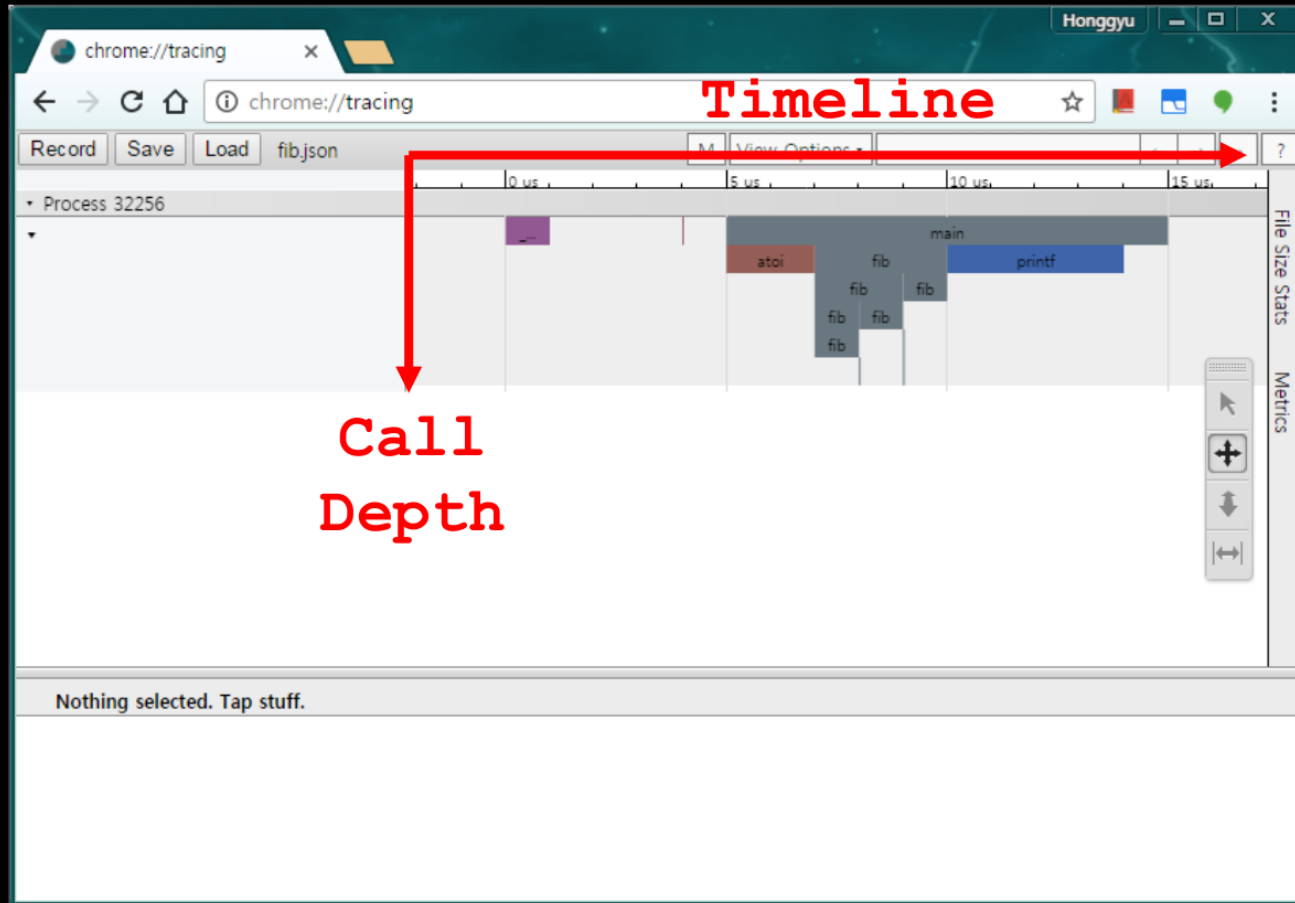 Honggyu
chrome://tracing
chrome://tracing
Timeline
Record Save Load fib.json M View Options ?
0 us 5 us 10 us 15 us
Process 32256
_... main
atoi fib printf
fib fib
fib fib
fib
File Size Stats
Metrics
Call
Depth
Nothing selected. Tap stuff.